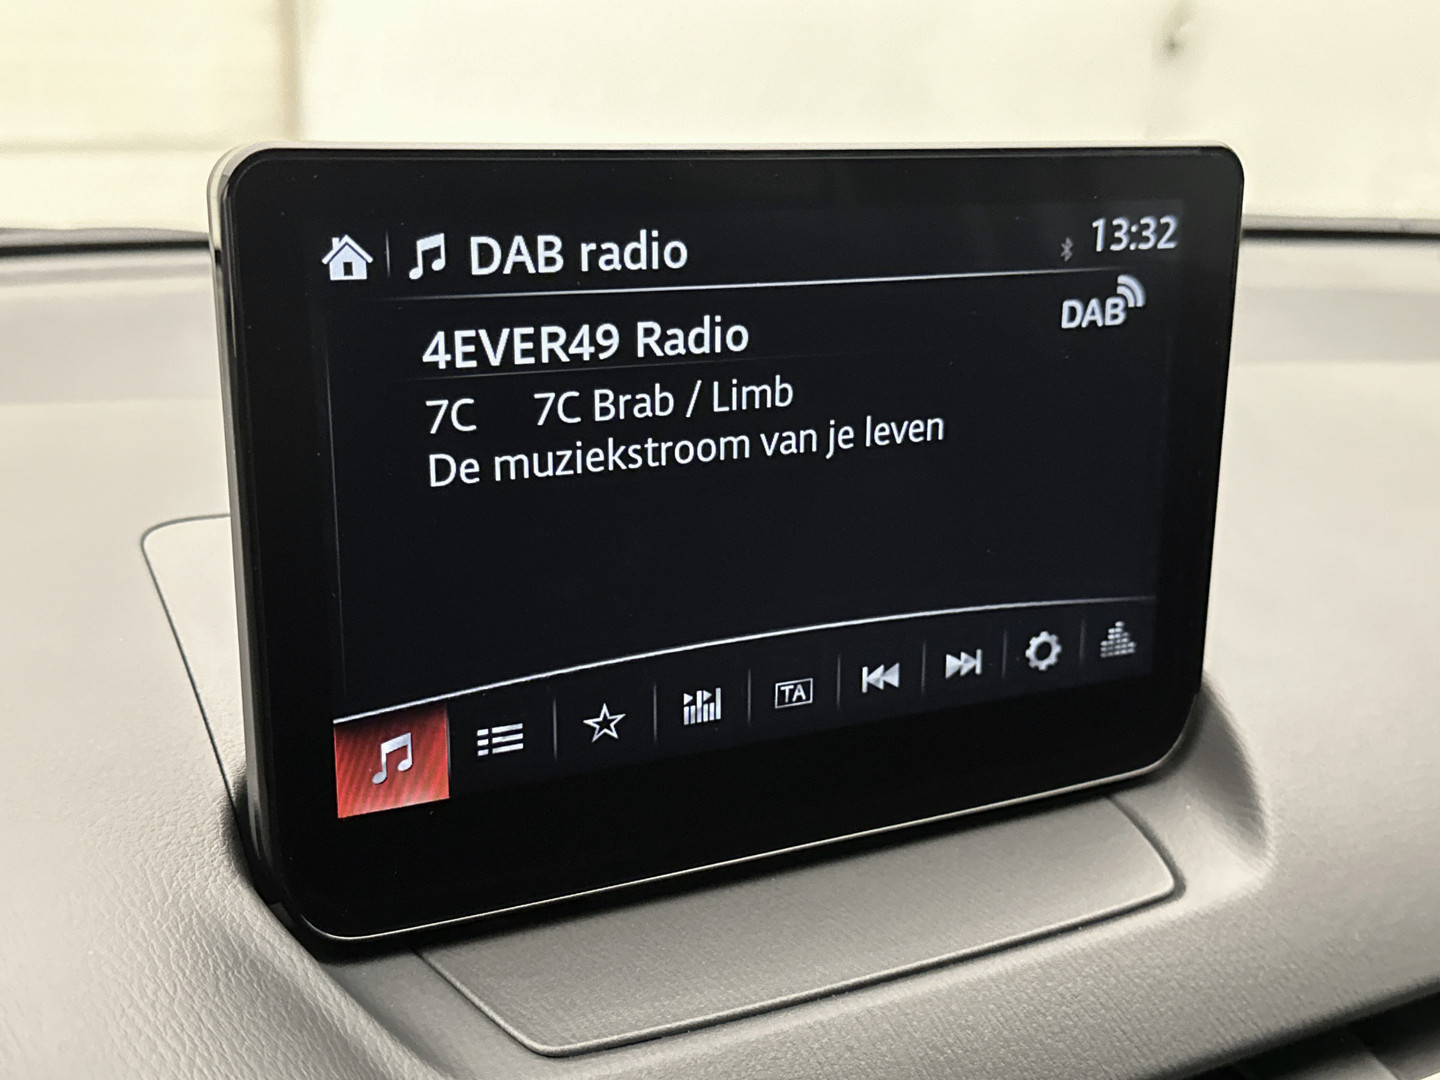 DAB radio
13:32
DAB
4EVER49 Radio
7C 7C Brab / Limb
De muziekstroom van je leven
TA